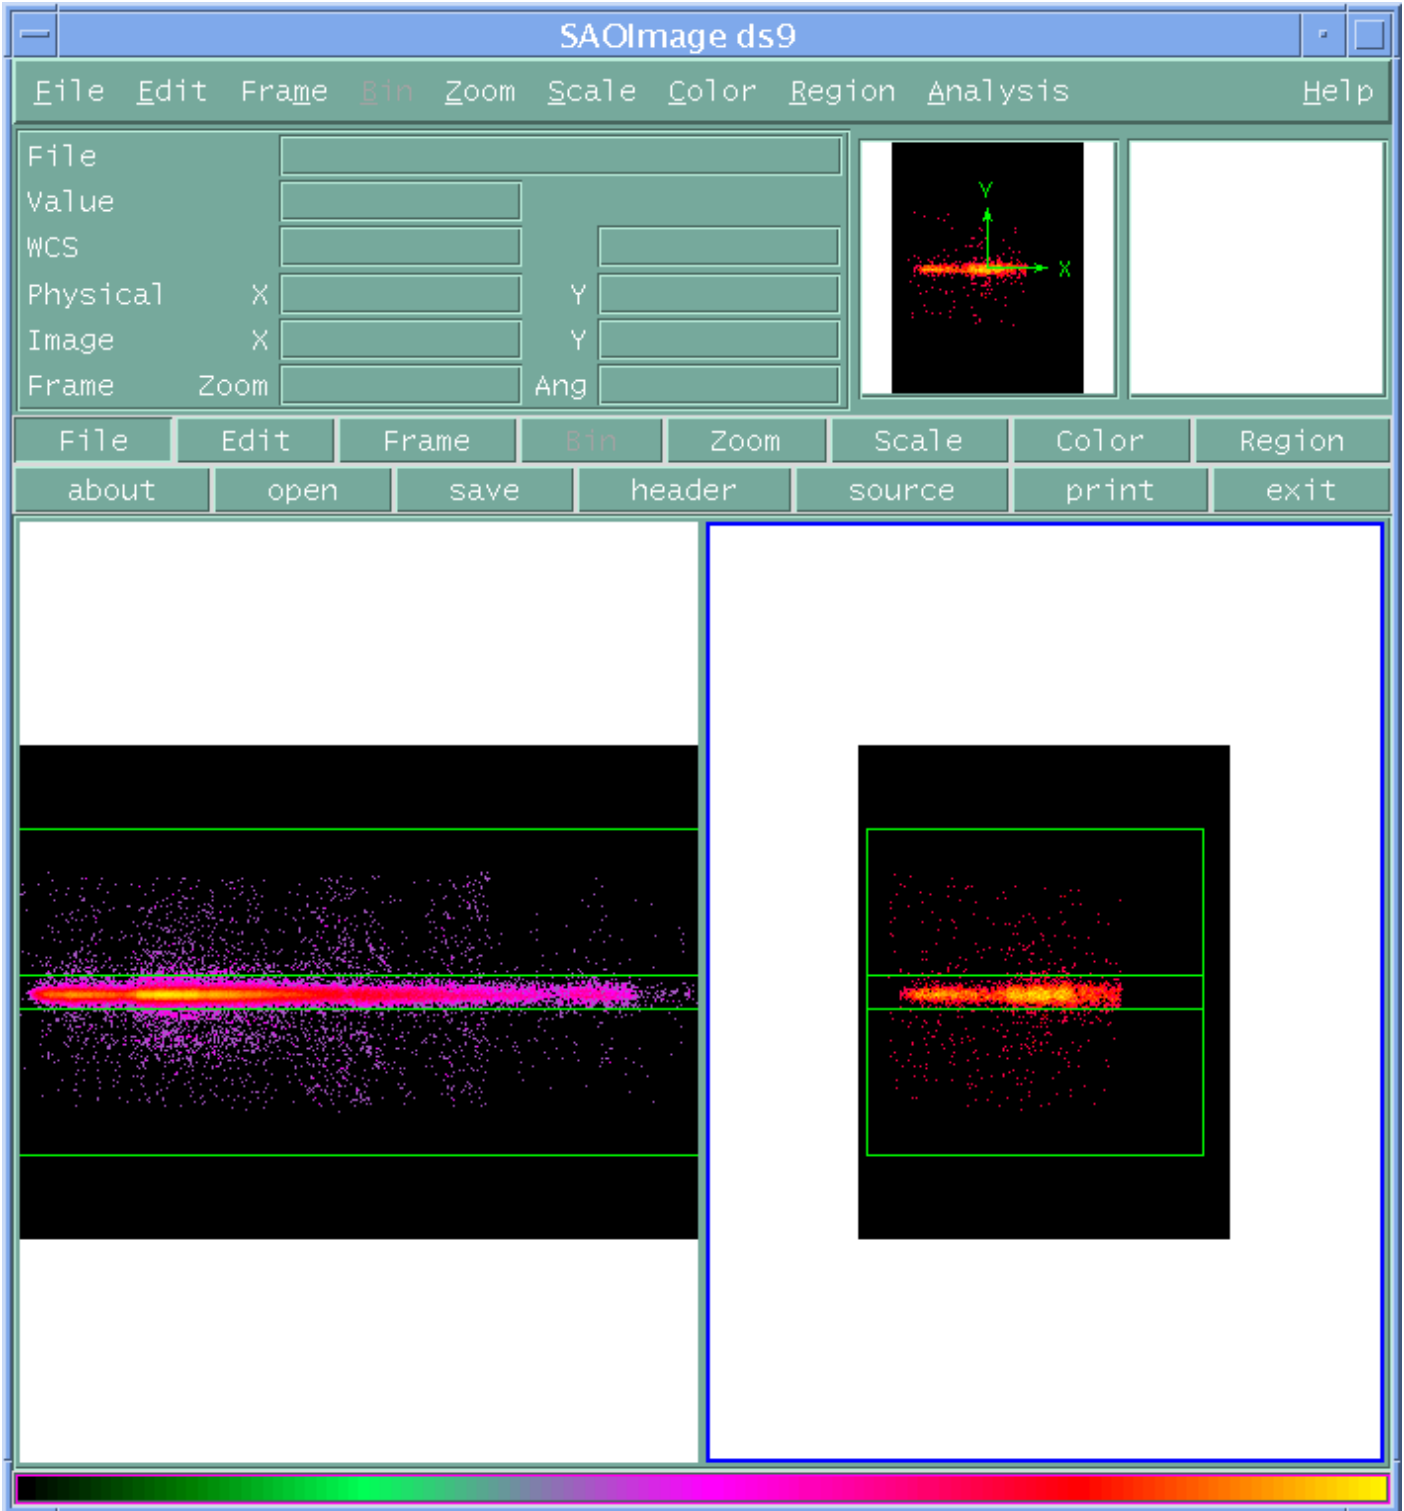 SAOImage ds9
File Edit Frame Bin Zoom Scale Color Region Analysis Help
File
Value
WCS
Physical X Y
Image X Y
Frame Zoom Ang
Y
X
File Edit Frame Bin Zoom Scale Color Region
about open save header source print exit